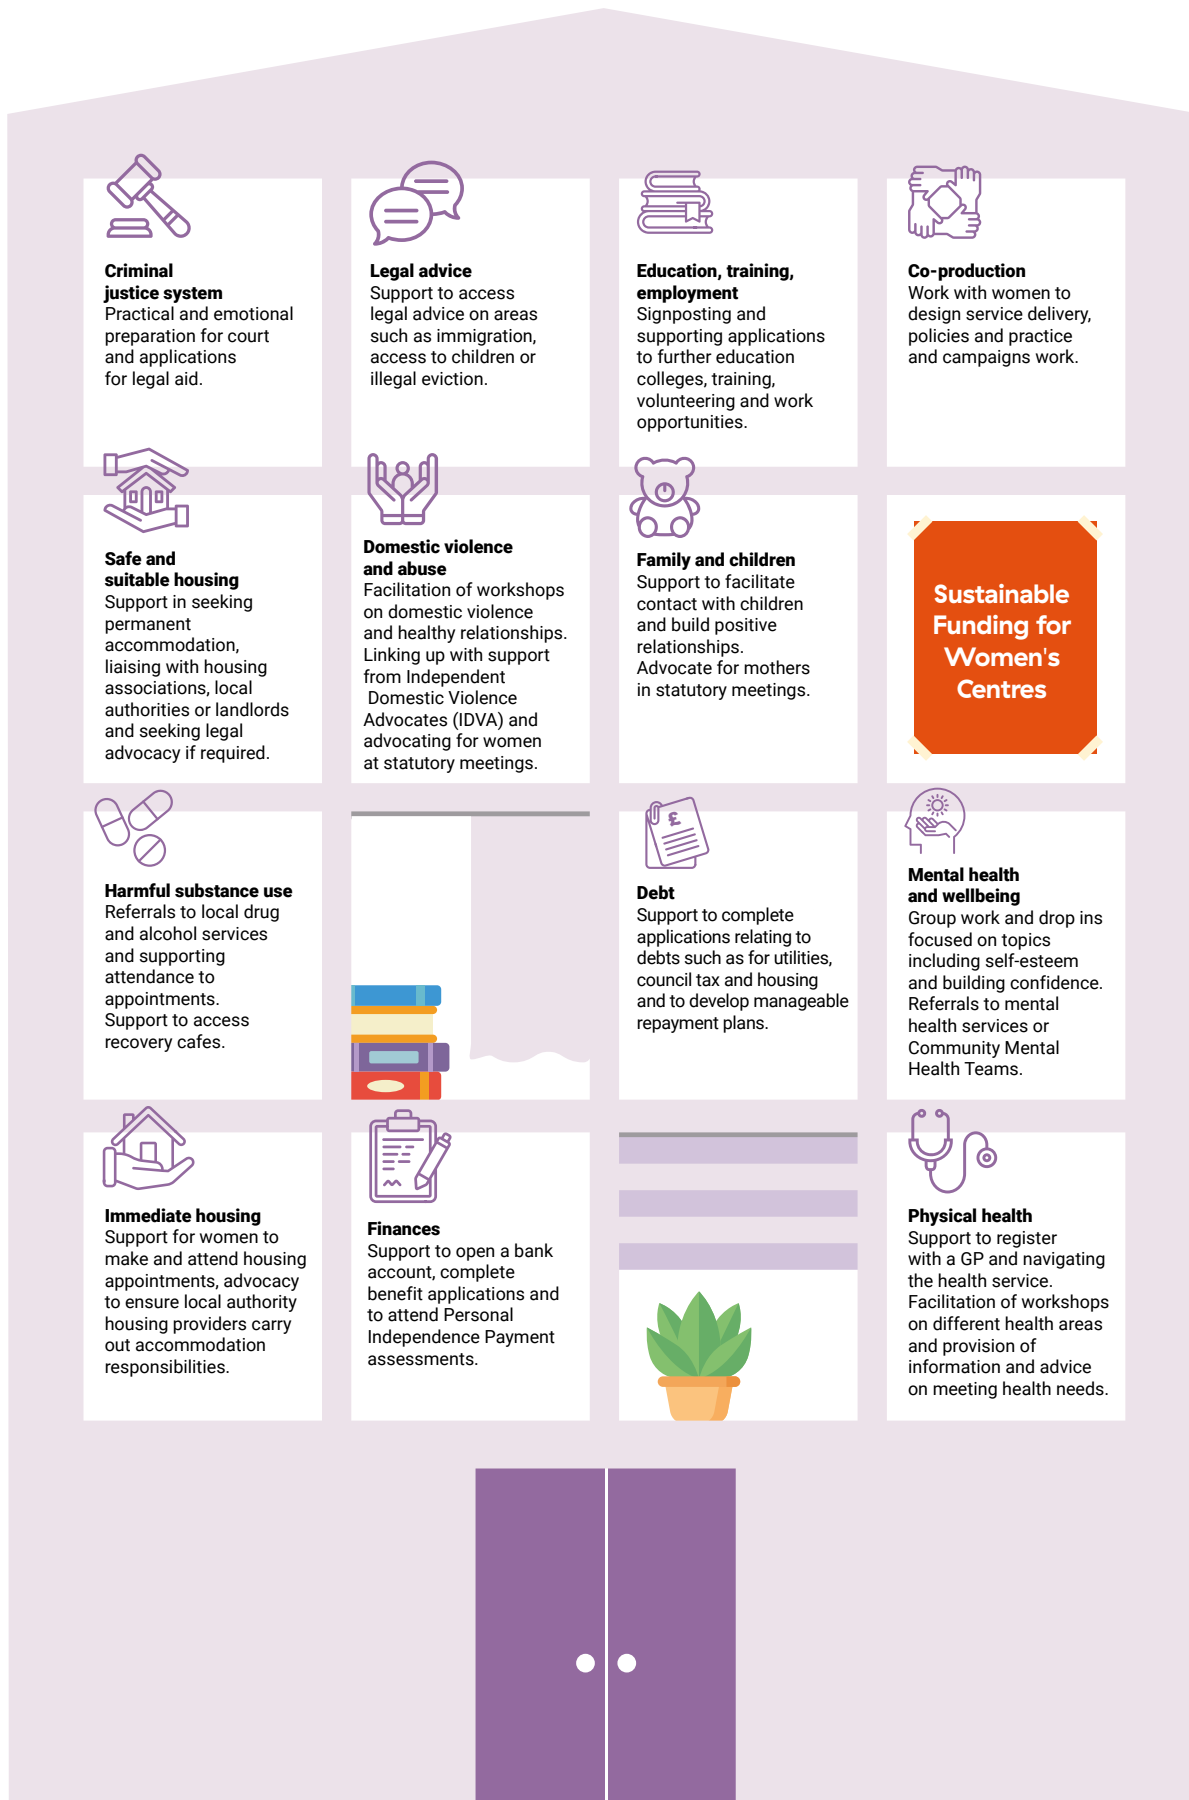 Criminal
justice system
Practical and emotional
preparation for court
and applications
for legal aid.
Legal advice
Support to access
legal advice on areas
such as immigration,
access to children or
illegal eviction.
Education, training,
employment
Signposting and
supporting applications
to further education
colleges, training,
volunteering and work
opportunities.
Co-production
Work with women to
design service delivery,
policies and practice
and campaigns work.
Safe and
suitable housing
Support in seeking
permanent
accommodation,
liaising with housing
associations, local
authorities or landlords
and seeking legal
advocacy if required.
Domestic violence
and abuse
Facilitation of workshops
on domestic violence
and healthy relationships.
Linking up with support
from Independent
Domestic Violence
Advocates (IDVA) and
advocating for women
at statutory meetings.
Family and children
Support to facilitate
contact with children
and build positive
relationships.
Advocate for mothers
in statutory meetings.
Sustainable
Funding for
Women's
Centres
Harmful substance use
Referrals to local drug
and alcohol services
and supporting
attendance to
appointments.
Support to access
recovery cafes.
£
Debt
Support to complete
applications relating to
debts such as for utilities,
council tax and housing
and to develop manageable
repayment plans.
Mental health
and wellbeing
Group work and drop ins
focused on topics
including self-esteem
and building confidence.
Referrals to mental
health services or
Community Mental
Health Teams.
Immediate housing
Support for women to
make and attend housing
appointments, advocacy
to ensure local authority
housing providers carry
out accommodation
responsibilities.
Finances
Support to open a bank
account, complete
benefit applications and
to attend Personal
Independence Payment
assessments.
Physical health
Support to register
with a GP and navigating
the health service.
Facilitation of workshops
on different health areas
and provision of
information and advice
on meeting health needs.